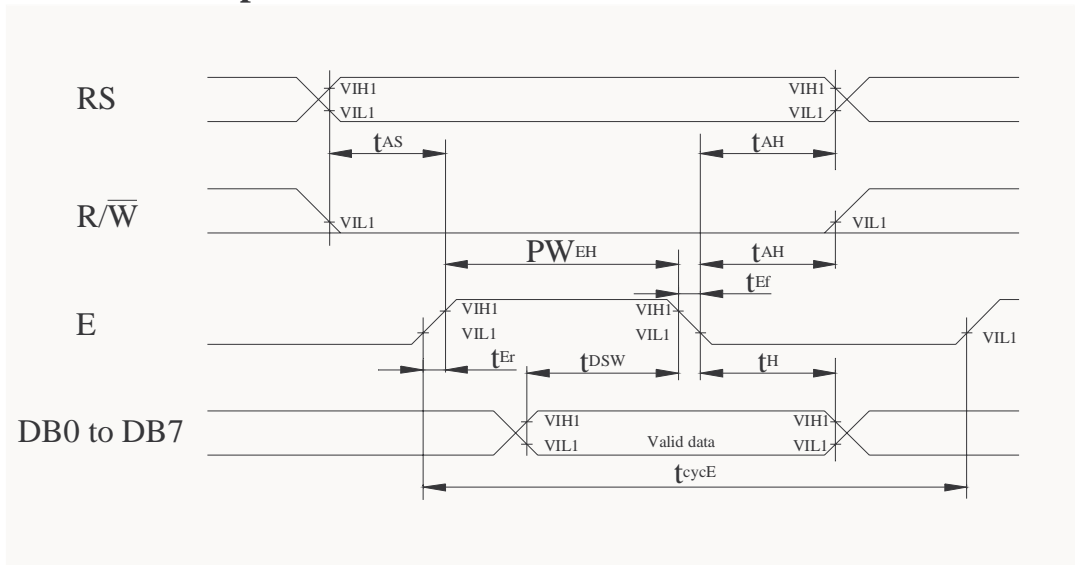 RS VIH1 VIH1
VIL1 VIL1
tAS tAH
R/W̅ VIL1 VIL1
PWEH tAH
tEf
E VIH1 VIH1
VIL1 VIL1 VIL1
tEr tDSW tH
DB0 to DB7 VIH1 VIH1
VIL1 Valid data VIL1
tcycE